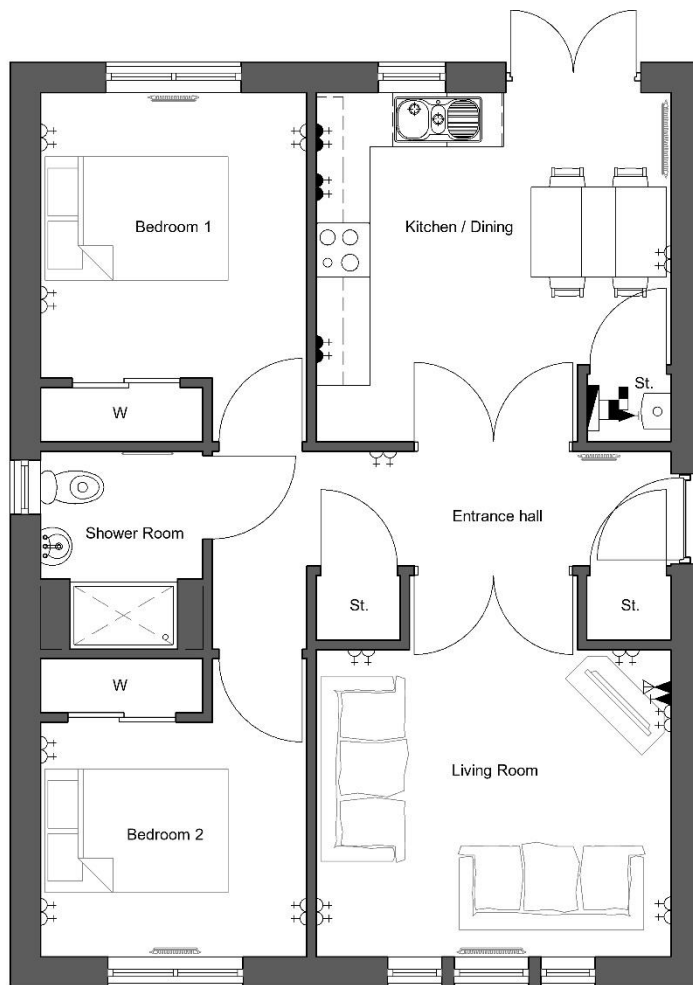 Bedroom 1
Kitchen / Dining
St.
W
Shower Room
Entrance hall
St.
St.
W
Living Room
Bedroom 2